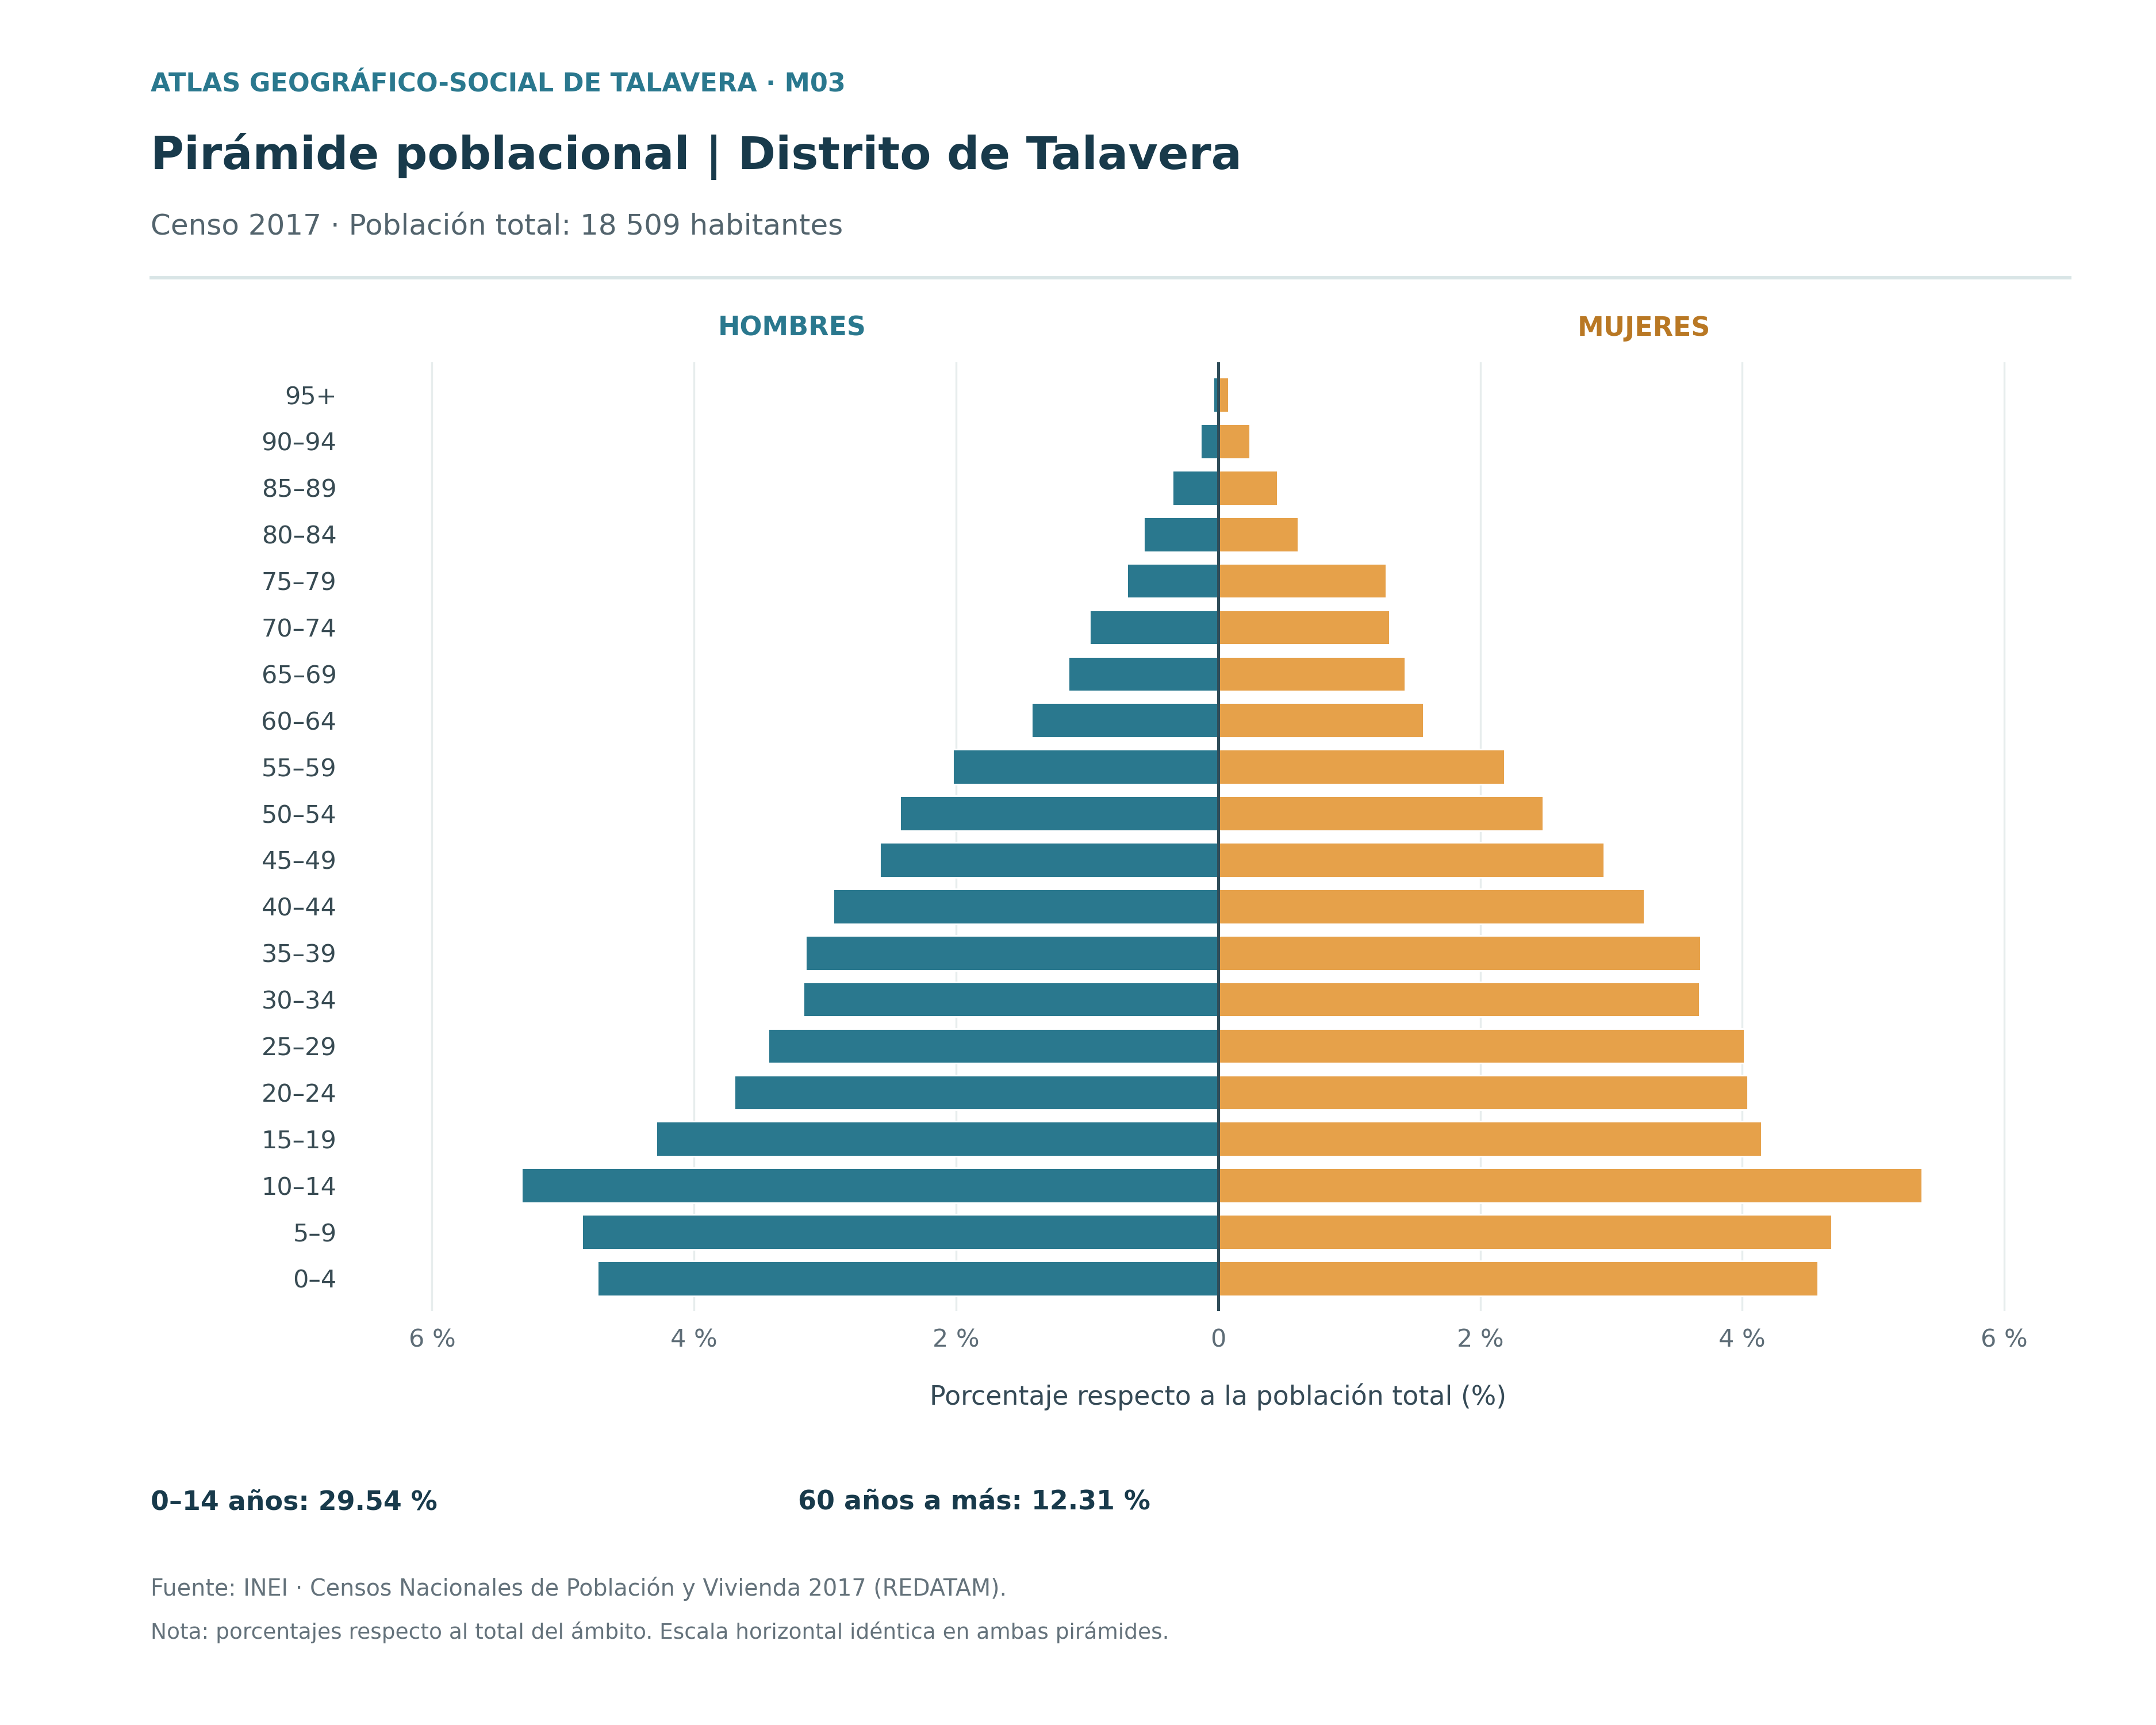 ATLAS GEOGRÁFICO-SOCIAL DE TALAVERA · M03
Pirámide poblacional | Distrito de Talavera
Censo 2017 · Población total: 18 509 habitantes
HOMBRES MUJERES
95+
90–94
85–89
80–84
75–79
70–74
65–69
60–64
55–59
50–54
45–49
40–44
35–39
30–34
25–29
20–24
15–19
10–14
5–9
0–4
6 % 4 % 2 % 0 2 % 4 % 6 %
Porcentaje respecto a la población total (%)
0–14 años: 29.54 % 60 años a más: 12.31 %
Fuente: INEI · Censos Nacionales de Población y Vivienda 2017 (REDATAM).
Nota: porcentajes respecto al total del ámbito. Escala horizontal idéntica en ambas pirámides.